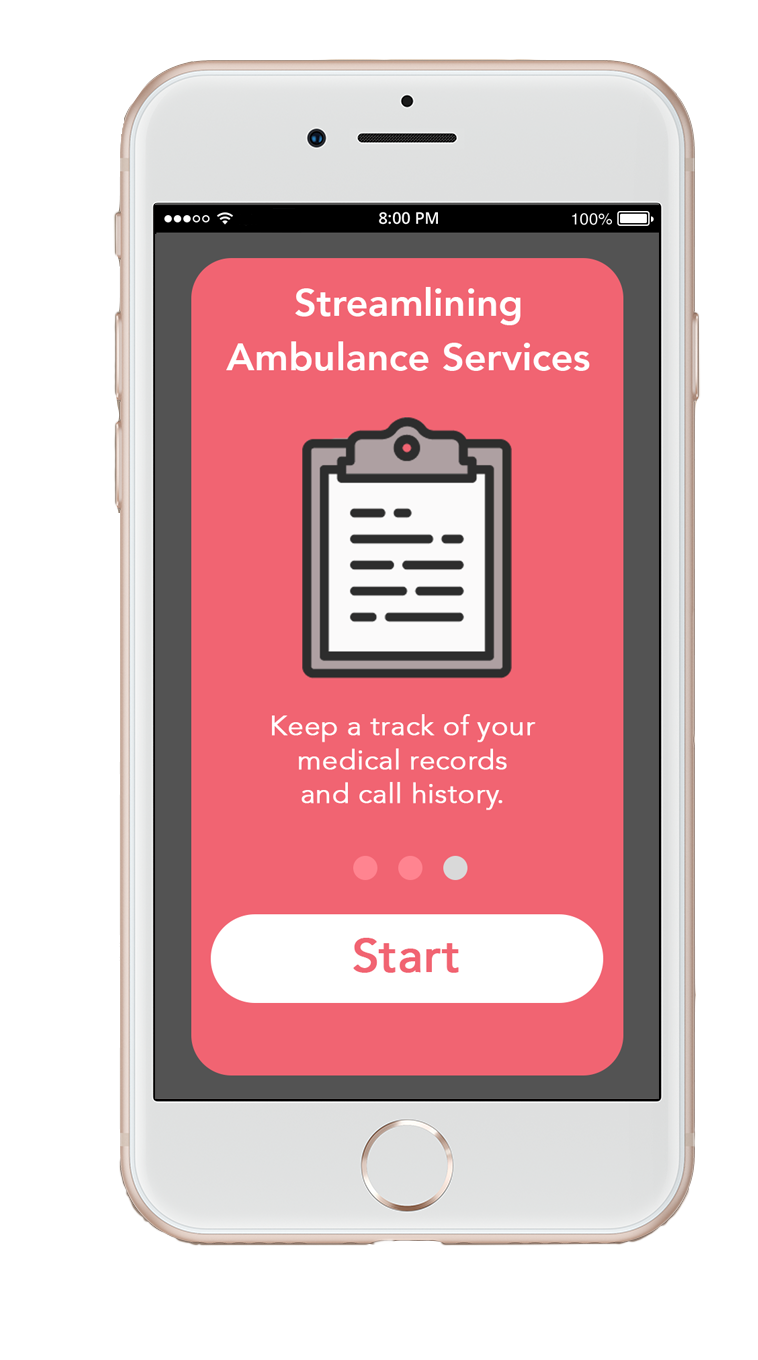 8:00 PM 100%
Streamlining
Ambulance Services
Keep a track of your
medical records
and call history.
Start